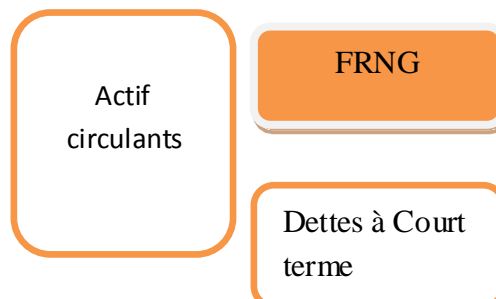 Actif
circulants
FRNG
Dettes à Court
terme